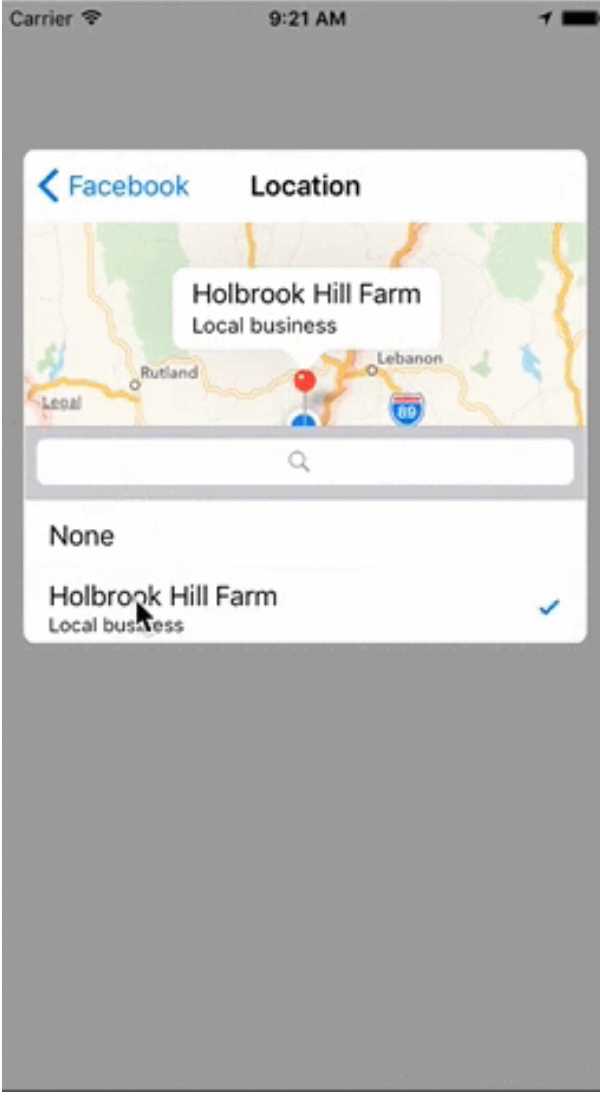 Carrier 9:21 AM
Facebook Location
Holbrook Hill Farm
Local business
Lebanon
Rutland
Legal
89
None
Holbrook Hill Farm
Local business